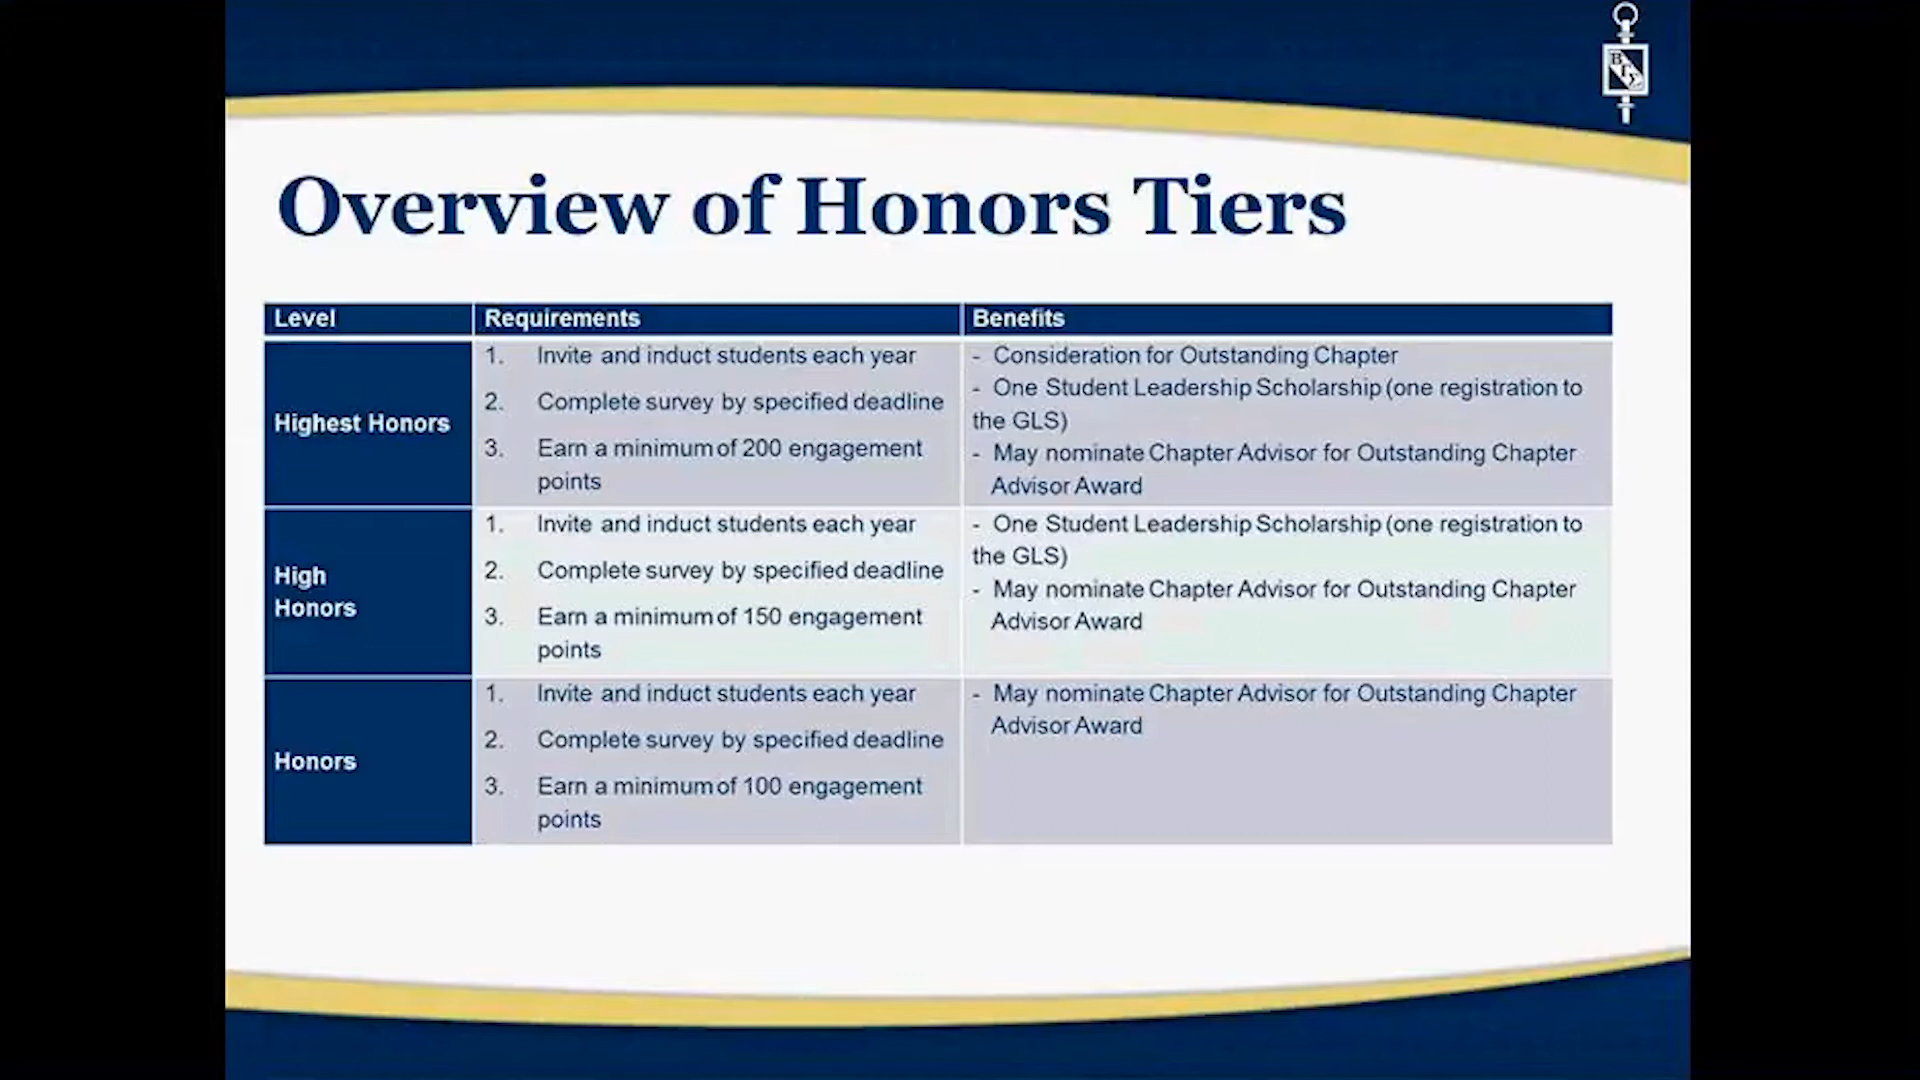 ΒΓΣ
Overview of Honors Tiers
Level Requirements Benefits
Highest Honors
1. Invite and induct students each year
2. Complete survey by specified deadline
3. Earn a minimum of 200 engagement
points
- Consideration for Outstanding Chapter
- One Student Leadership Scholarship (one registration to
the GLS)
- May nominate Chapter Advisor for Outstanding Chapter
Advisor Award
High
Honors
1. Invite and induct students each year
2. Complete survey by specified deadline
3. Earn a minimum of 150 engagement
points
- One Student Leadership Scholarship (one registration to
the GLS)
- May nominate Chapter Advisor for Outstanding Chapter
Advisor Award
Honors
1. Invite and induct students each year
2. Complete survey by specified deadline
3. Earn a minimum of 100 engagement
points
- May nominate Chapter Advisor for Outstanding Chapter
Advisor Award